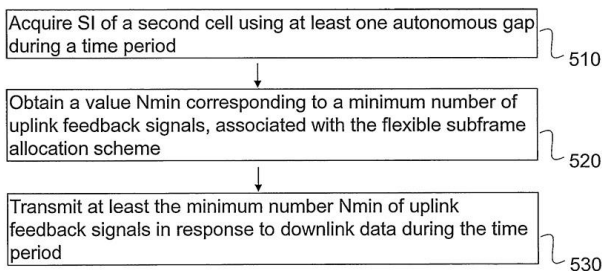 Acquire SI of a second cell using at least one autonomous gap
during a time period
510
Obtain a value Nmin corresponding to a minimum number of
uplink feedback signals, associated with the flexible subframe
allocation scheme
520
Transmit at least the minimum number Nmin of uplink
feedback signals in response to downlink data during the time
period
530